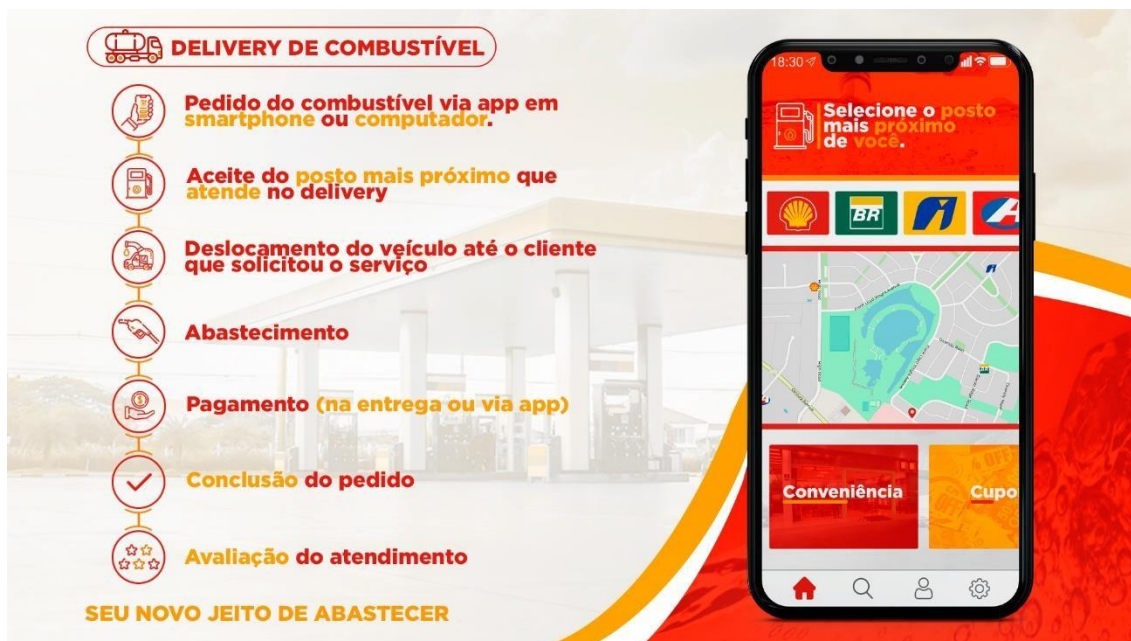 DELIVERY DE COMBUSTÍVEL
Pedido do combustível via app em
smartphone ou computador.
Aceite do posto mais próximo que
atende no delivery
Deslocamento do veículo até o cliente
que solicitou o serviço
Abastecimento
Pagamento (na entrega ou via app)
Conclusão do pedido
Avaliação do atendimento
SEU NOVO JEITO DE ABASTECER
18:30
Selecione o posto
mais próximo
de você.
BR
Conveniência
Cupo